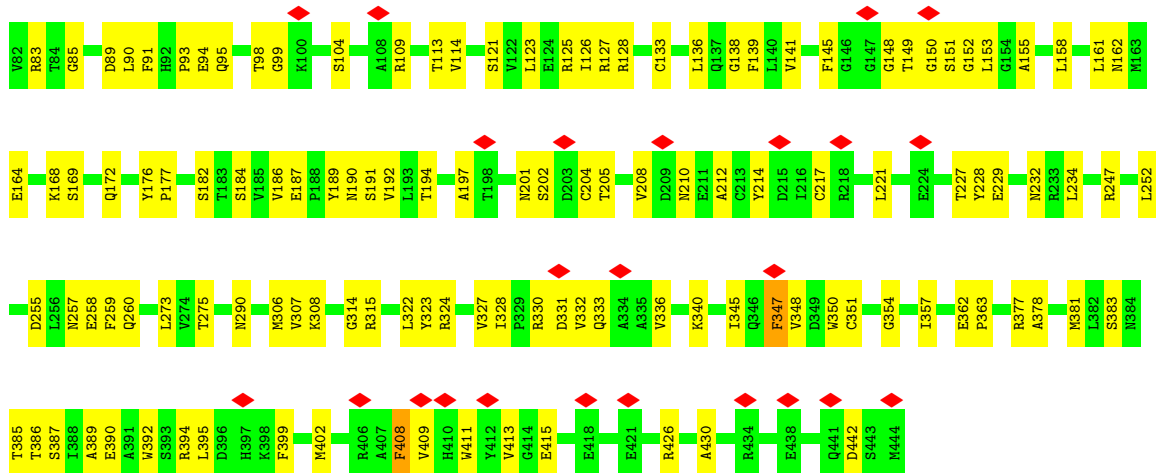 V82 R83 T84 G85 D89 L90 F91 H92 P93 E94 Q95 T98 G99 K100 S104 A108 R109 T113 V114 S121 V122 L123 E124 R125 I126 R127 R128 C133 L136 Q137 G138 F139 L140 V141 F145 G146 G147 G148 T149 G150 S151 G152 L153 G154 A155 L158 L161 N162 M163
E164 K168 S169 Q172 Y176 P177 S182 T183 S184 V185 V186 E187 P188 Y189 N190 S191 V192 L193 T194 A197 T198 N201 S202 D203 C204 T205 V208 D209 N210 E211 A212 C213 Y214 D215 I216 C217 R218 L221 E224 T227 Y228 E229 N232 R233 L234 R247 L252
D255 L256 N257 E258 F259 Q260 L273 V274 T275 N290 M306 V307 K308 G314 R315 L322 Y323 R324 V327 I328 P329 R330 D331 V332 Q333 A334 A335 V336 K340 I345 Q346 F347 V348 D349 W350 C351 G354 I357 E362 P363 R377 A378 M381 L382 S383 N384
T385 T386 S387 I388 A389 E390 A391 W392 S393 R394 L395 D396 H397 K398 F399 M402 R406 A407 F408 V409 H410 W411 Y412 V413 G414 E415 E418 E421 R426 A430 R434 E438 Q441 D442 S443 M444